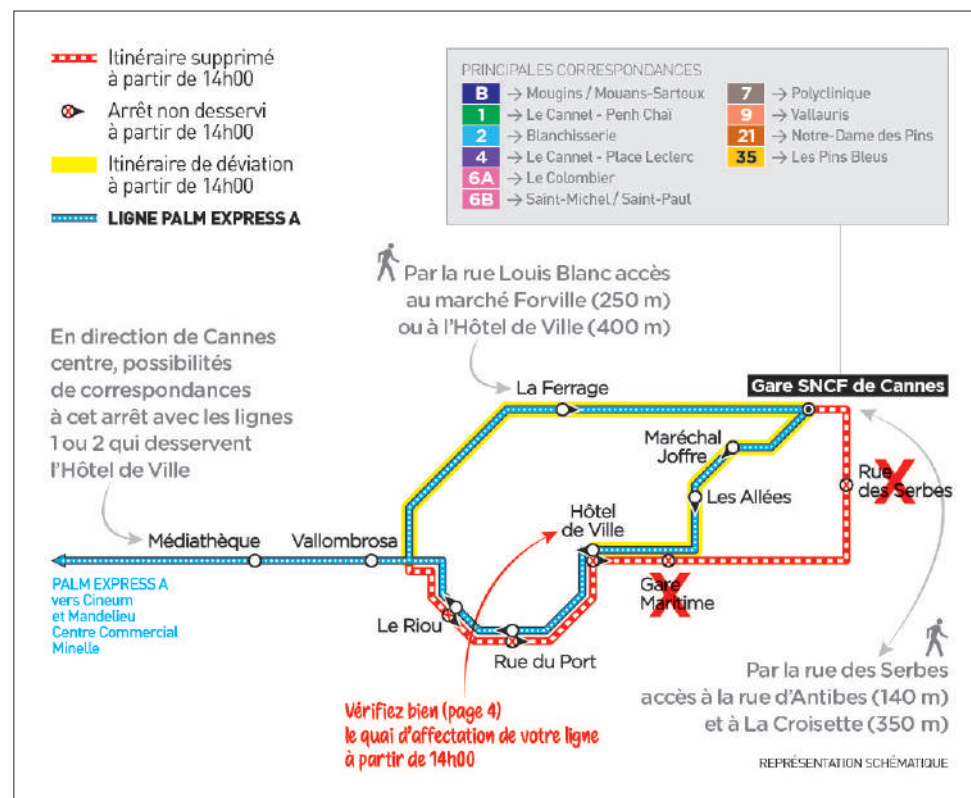 Itinéraire supprimé
à partir de 14h00
Arrêt non desservi
à partir de 14h00
Itinéraire de déviation
à partir de 14h00
LIGNE PALM EXPRESS A
PRINCIPALES CORRESPONDANCES
B → Mougins / Mouans-Sartoux
1 → Le Cannet - Penh Chaï
2 → Blanchisserie
4 → Le Cannet - Place Leclerc
6A → Le Colombier
6B → Saint-Michel / Saint-Paul
7 → Polyclinique
9 → Vallauris
21 → Notre-Dame des Pins
35 → Les Pins Bleus
Par la rue Louis Blanc accès
au marché Forville (250 m)
ou à l'Hôtel de Ville (400 m)
En direction de Cannes
centre, possibilités
de correspondances
à cet arrêt avec les lignes
1 ou 2 qui desservent
l'Hôtel de Ville
La Ferrage
Gare SNCF de Cannes
Maréchal
Joffre
Rue
des Serbes
Les Allées
Hôtel
de Ville
Médiathèque
Vallombrosa
Gare
Maritime
PALM EXPRESS A
vers Cineum
et Mandelieu
Centre Commercial
Minelle
Le Riou
Rue du Port
Par la rue des Serbes
accès à la rue d'Antibes (140 m)
et à La Croisette (350 m)
Vérifiez bien (page 4)
le quai d'affectation de votre ligne
à partir de 14h00
REPRÉSENTATION SCHÉMATIQUE